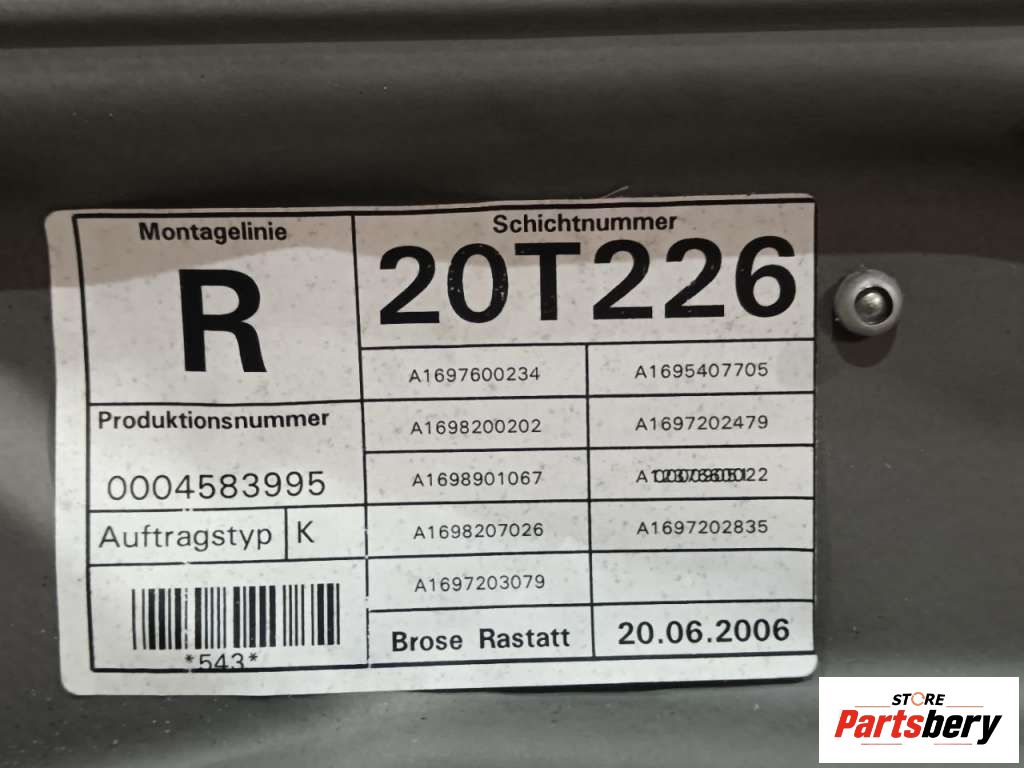 Montagelinie
R
Schichtnummer
20T226
A1697600234
A1695407705
A1698200202
A1697202479
Produktionsnummer
0004583995
A1698901067
A1698207026
A1697202835
Auftragstyp K
A1697203079
*543*
Brose Rastatt
20.06.2006
STORE
Partsbery